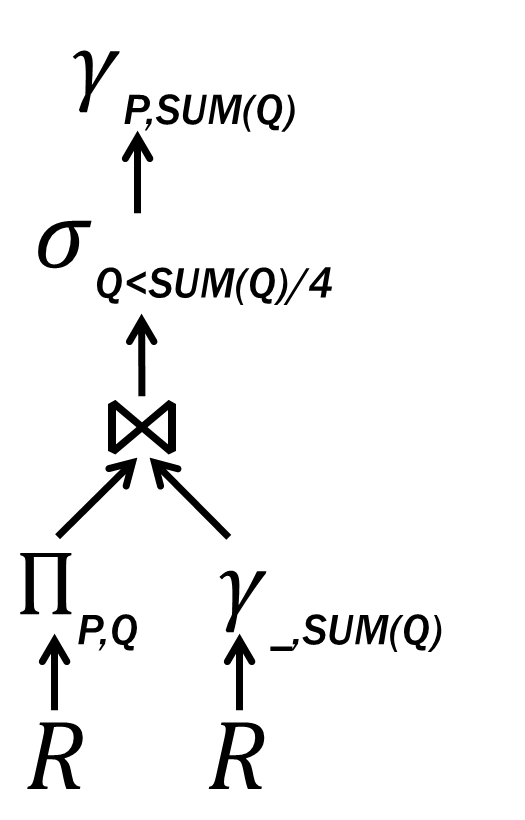 γ P,SUM(Q)
σ Q<SUM(Q)/4
⋈
Π P,Q γ _,SUM(Q)
R R